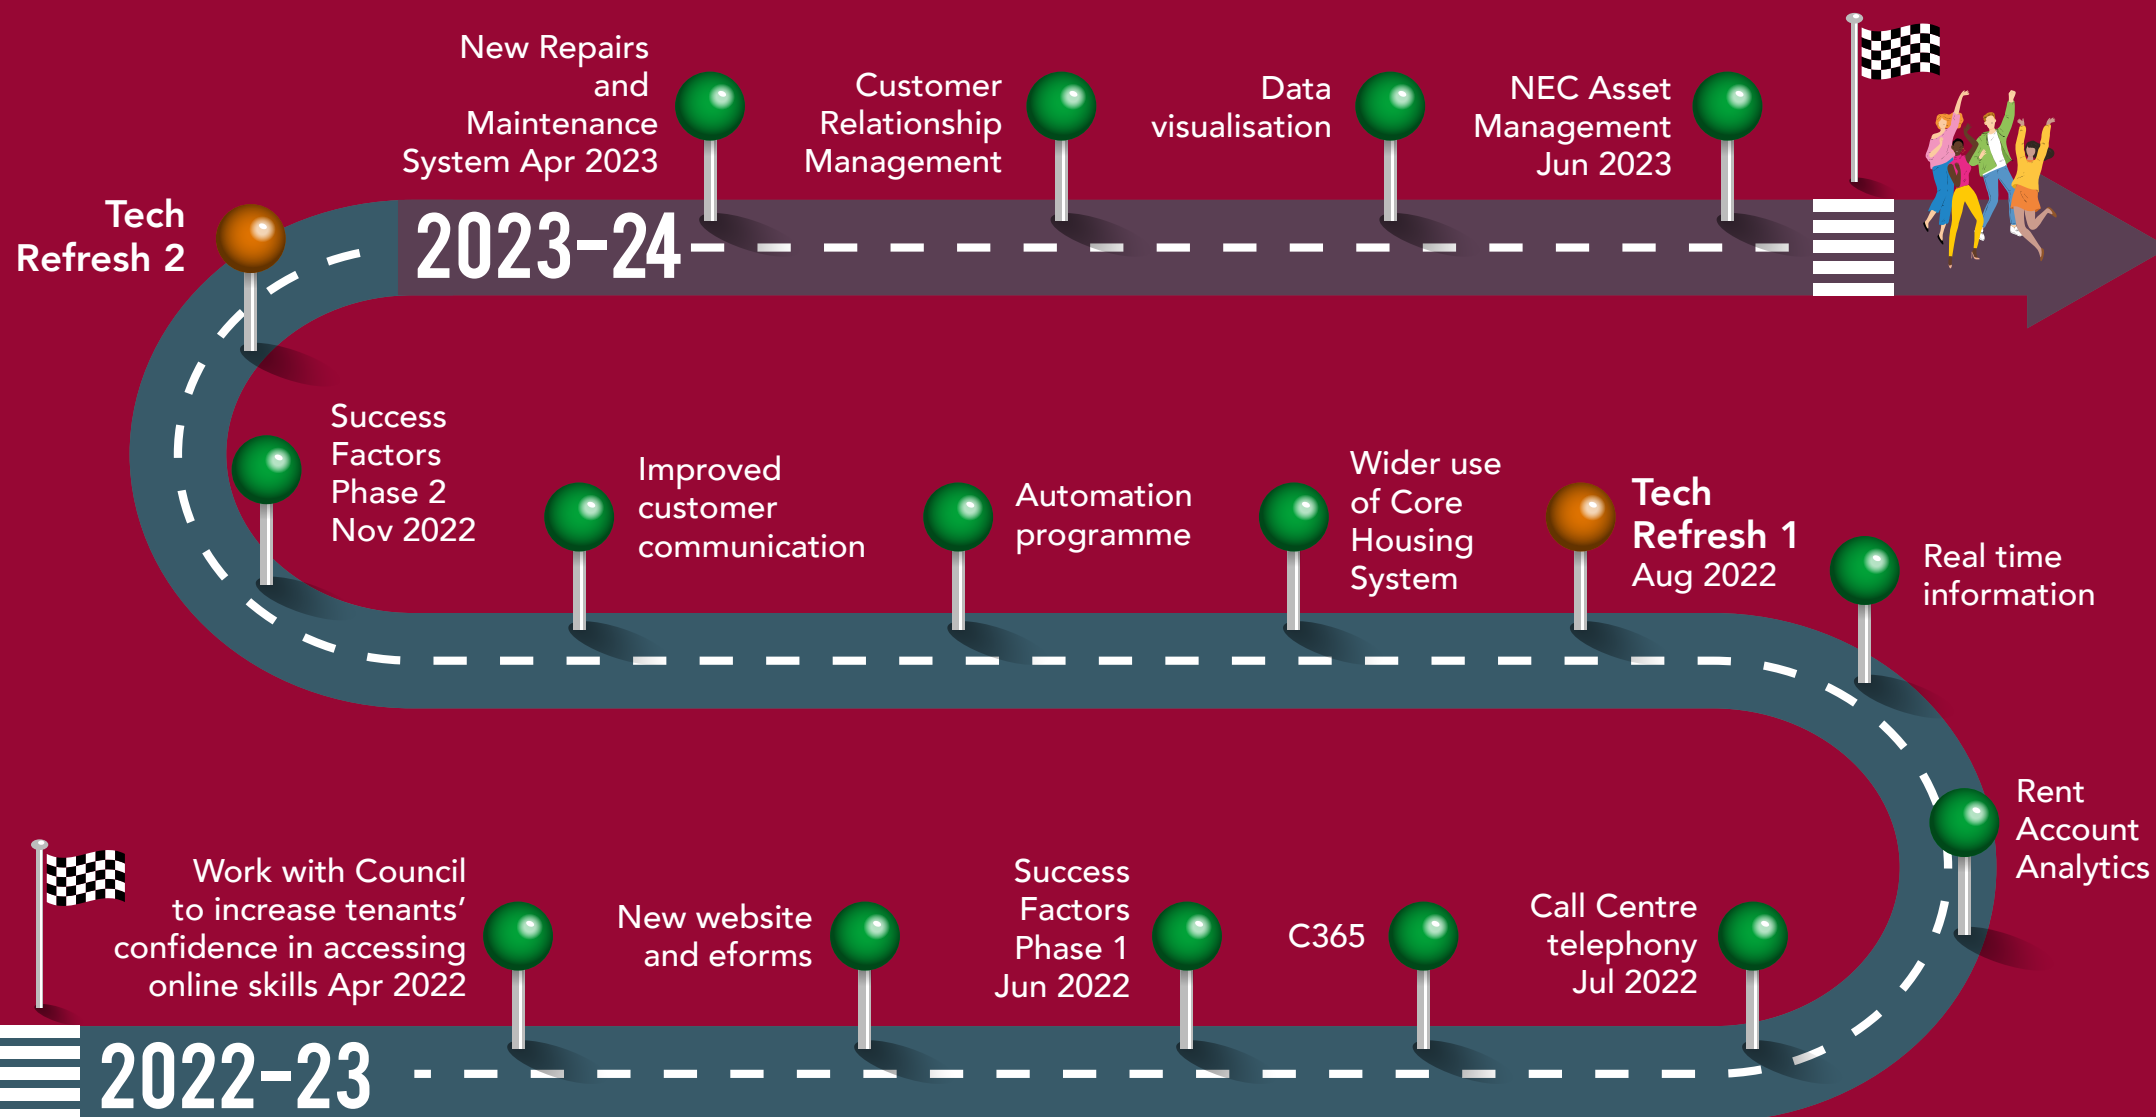 New Repairs
and
Maintenance
System Apr 2023
Customer
Relationship
Management
Data
visualisation
NEC Asset
Management
Jun 2023
Tech
Refresh 2
2023-24
Success
Factors
Phase 2
Nov 2022
Improved
customer
communication
Automation
programme
Wider use
of Core
Housing
System
Tech
Refresh 1
Aug 2022
Real time
information
Rent
Account
Analytics
Work with Council
to increase tenants’
confidence in accessing
online skills Apr 2022
New website
and eforms
Success
Factors
Phase 1
Jun 2022
C365
Call Centre
telephony
Jul 2022
2022-23